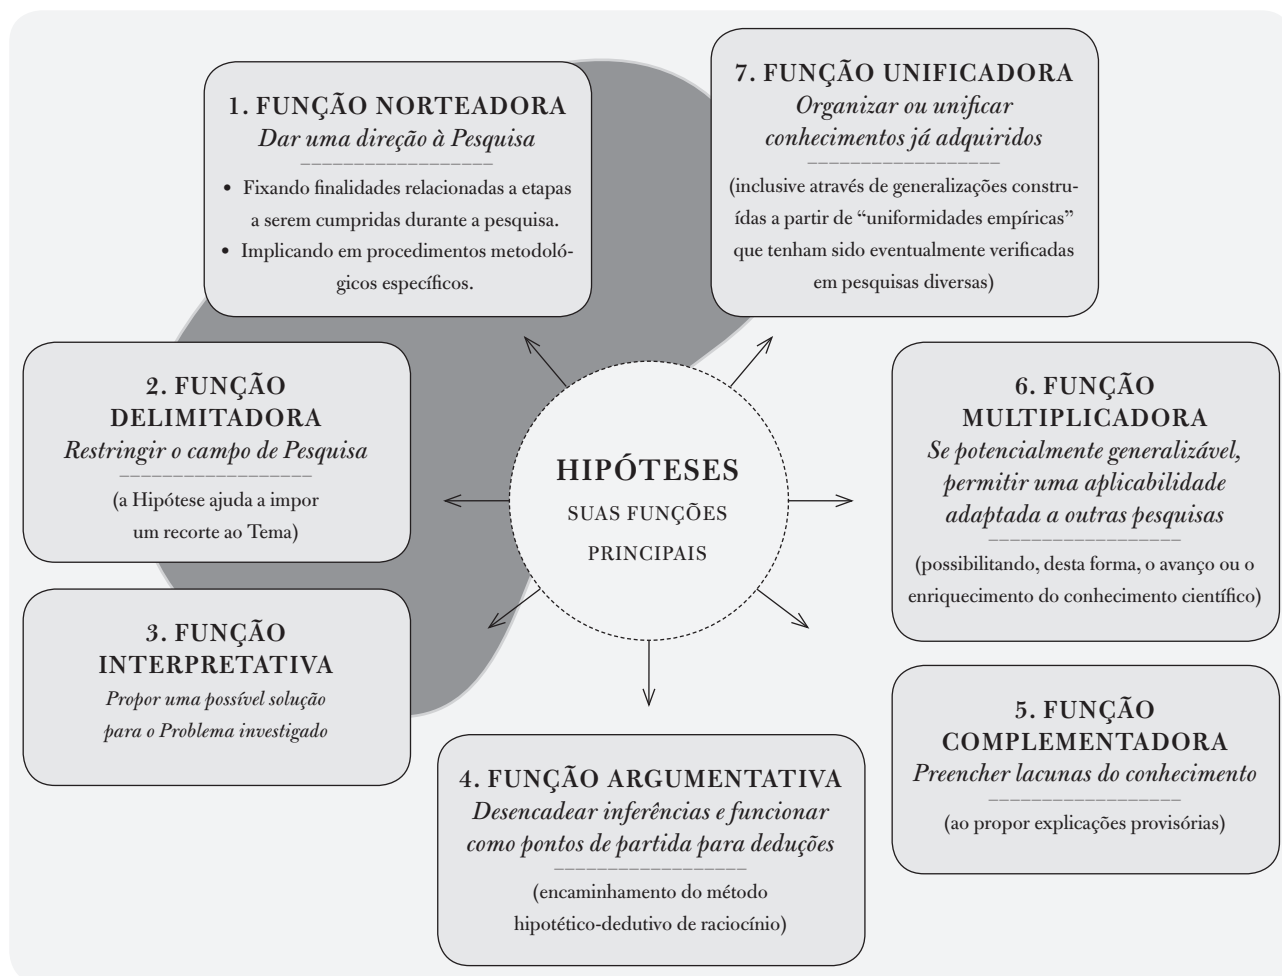 1. FUNÇÃO NORTEADORA
Dar uma direção à Pesquisa
• Fixando finalidades relacionadas a etapas
a serem cumpridas durante a pesquisa.
• Implicando em procedimentos metodoló-
gicos específicos.
7. FUNÇÃO UNIFICADORA
Organizar ou unificar
conhecimentos já adquiridos
(inclusive através de generalizações constru-
ídas a partir de “uniformidades empíricas”
que tenham sido eventualmente verificadas
em pesquisas diversas)
2. FUNÇÃO
DELIMITADORA
Restringir o campo de Pesquisa
(a Hipótese ajuda a impor
um recorte ao Tema)
HIPÓTESES
SUAS FUNÇÕES
PRINCIPAIS
6. FUNÇÃO
MULTIPLICADORA
Se potencialmente generalizável,
permitir uma aplicabilidade
adaptada a outras pesquisas
(possibilitando, desta forma, o avanço ou o
enriquecimento do conhecimento científico)
3. FUNÇÃO
INTERPRETATIVA
Propor uma possível solução
para o Problema investigado
5. FUNÇÃO
COMPLEMENTADORA
Preencher lacunas do conhecimento
(ao propor explicações provisórias)
4. FUNÇÃO ARGUMENTATIVA
Desencadear inferências e funcionar
como pontos de partida para deduções
(encaminhamento do método
hipotético-dedutivo de raciocínio)